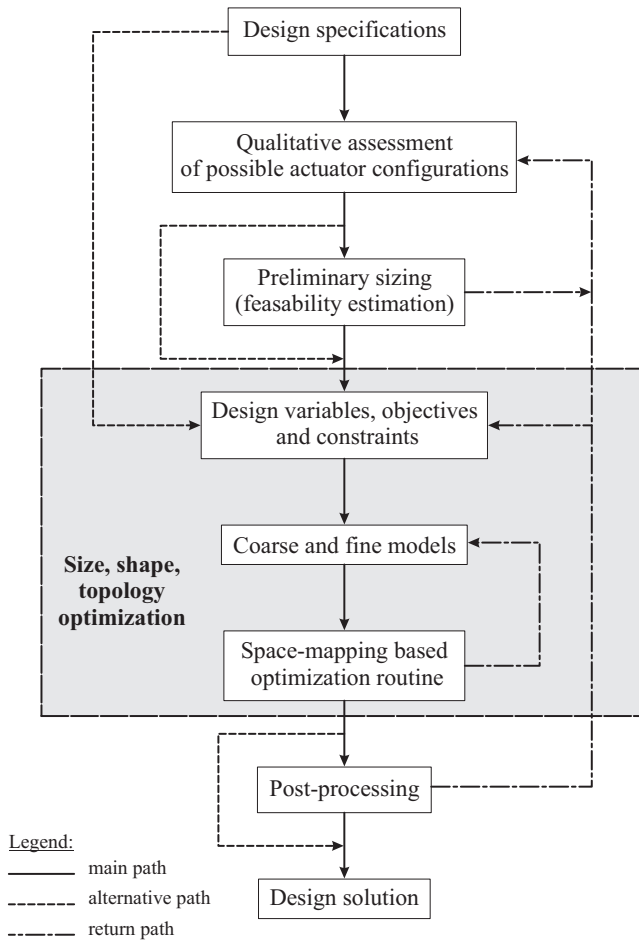 Design specifications
Qualitative assessment
of possible actuator configurations
Preliminary sizing
(feasability estimation)
Design variables, objectives
and constraints
Coarse and fine models
Size, shape,
topology
optimization
Space-mapping based
optimization routine
Post-processing
Design solution
Legend:
main path
alternative path
return path